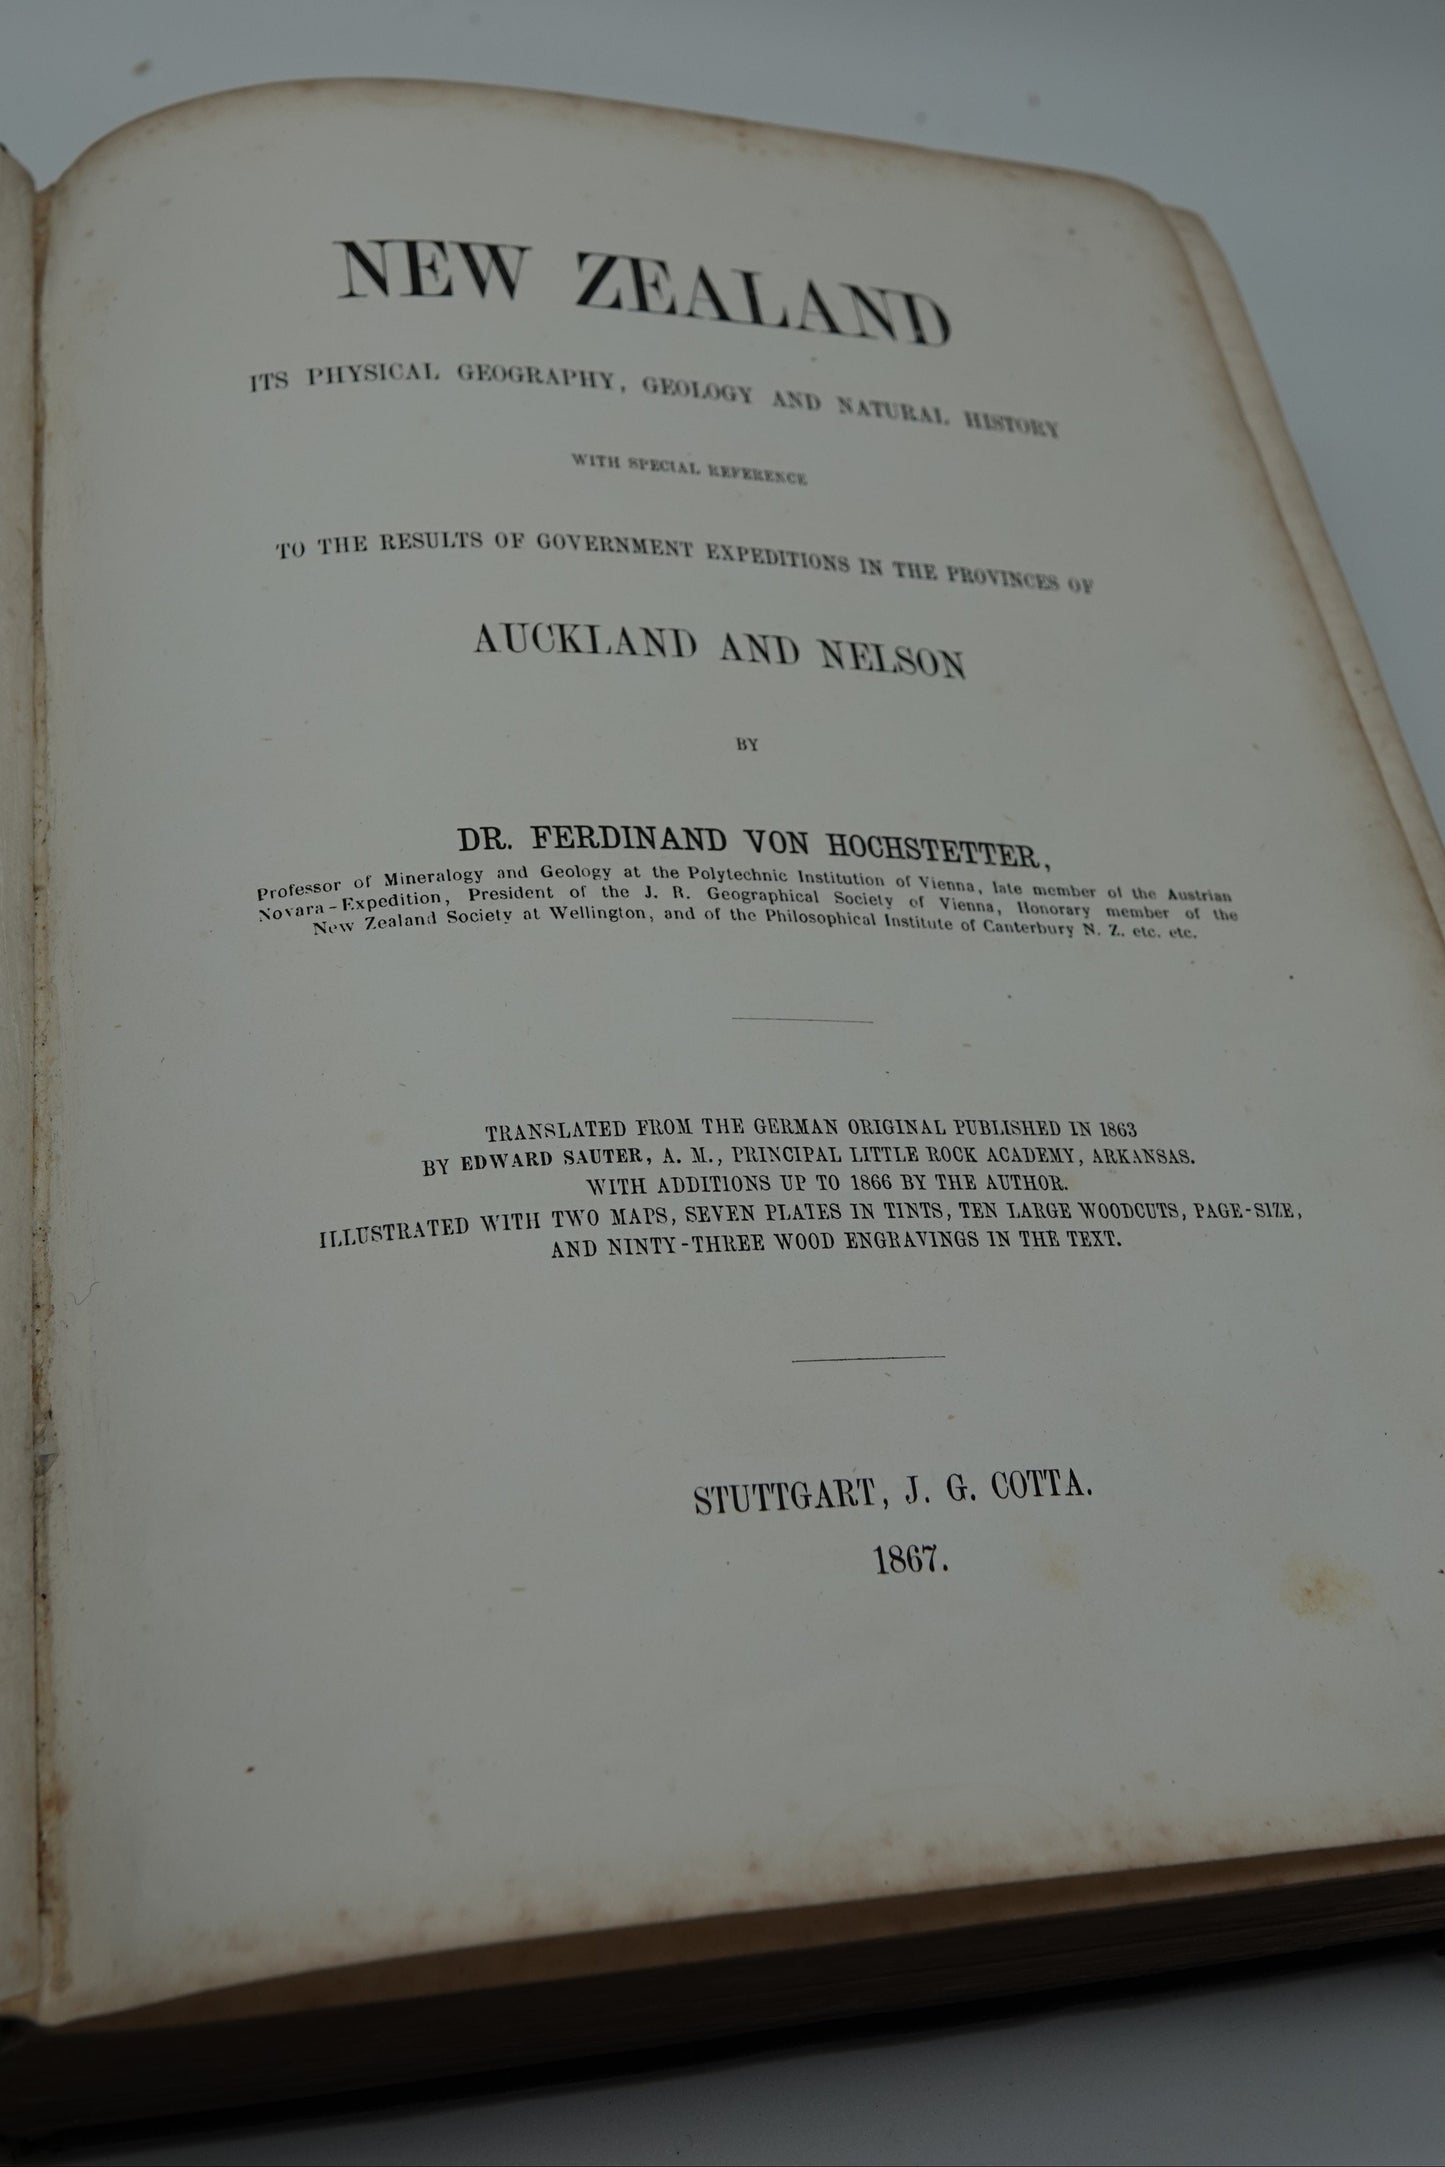 NEW ZEALAND
ITS PHYSICAL GEOGRAPHY, GEOLOGY AND NATURAL HISTORY
WITH SPECIAL REFERENCE
TO THE RESULTS OF GOVERNMENT EXPEDITIONS IN THE PROVINCES OF
AUCKLAND AND NELSON
BY
DR. FERDINAND VON HOCHSTETTER,
Professor of Mineralogy and Geology at the Polytechnic Institution of Vienna, late member of the Austrian
Novara-Expedition, President of the J. R. Geographical Society of Vienna, Honorary member of the
New Zealand Society at Wellington, and of the Philosophical Institute of Canterbury N. Z. etc. etc.
TRANSLATED FROM THE GERMAN ORIGINAL PUBLISHED IN 1863
BY EDWARD SAUTER, A. M., PRINCIPAL LITTLE ROCK ACADEMY, ARKANSAS.
WITH ADDITIONS UP TO 1866 BY THE AUTHOR.
ILLUSTRATED WITH TWO MAPS, SEVEN PLATES IN TINTS, TEN LARGE WOODCUTS, PAGE-SIZE,
AND NINTY-THREE WOOD ENGRAVINGS IN THE TEXT.
STUTTGART, J. G. COTTA.
1867.